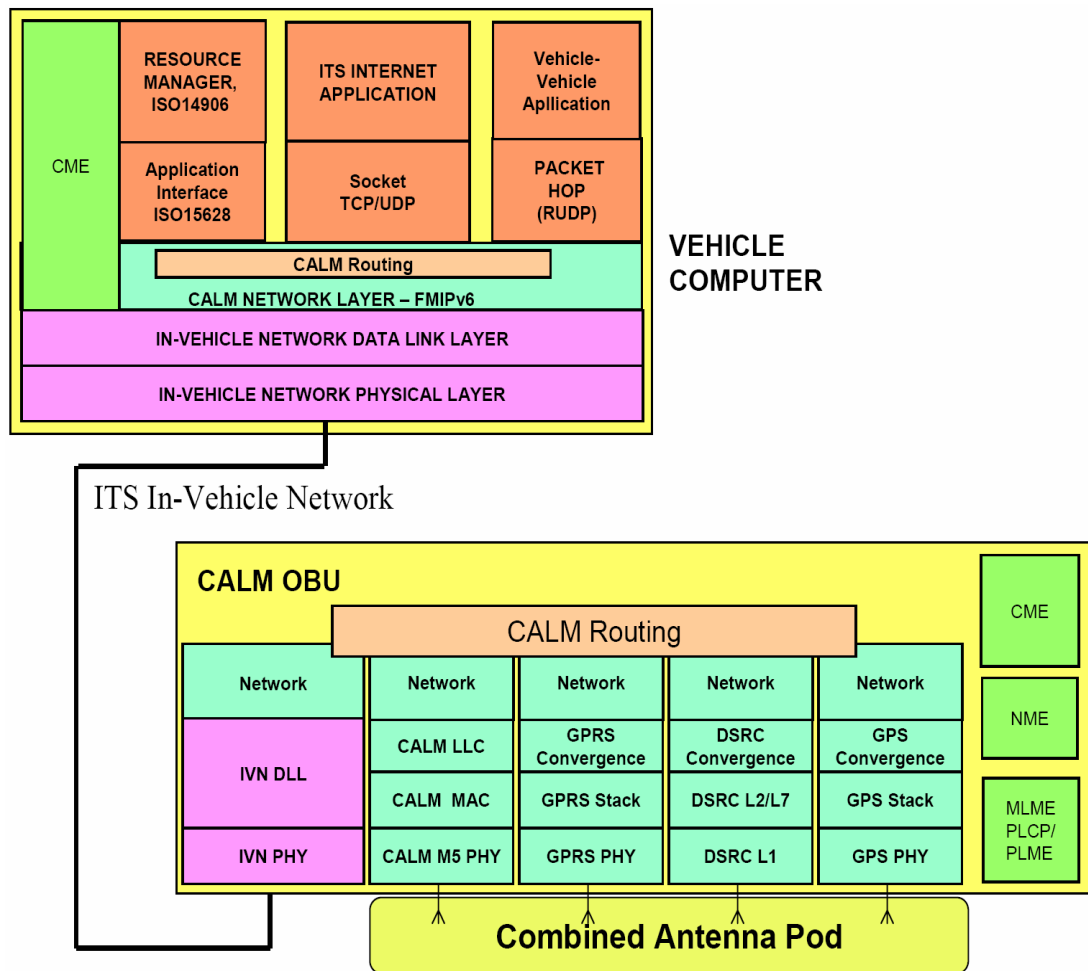 CME
RESOURCE
MANAGER,
ISO14906
ITS INTERNET
APPLICATION
Vehicle-
Vehicle
Apllication
Application
Interface
ISO15628
Socket
TCP/UDP
PACKET
HOP
(RUDP)
CALM Routing
CALM NETWORK LAYER – FMIPv6
IN-VEHICLE NETWORK DATA LINK LAYER
IN-VEHICLE NETWORK PHYSICAL LAYER
VEHICLE
COMPUTER
ITS In-Vehicle Network
CALM OBU
CALM Routing
Network
Network
Network
Network
Network
IVN DLL
CALM LLC
GPRS
Convergence
DSRC
Convergence
GPS
Convergence
CALM MAC
GPRS Stack
DSRC L2/L7
GPS Stack
IVN PHY
CALM M5 PHY
GPRS PHY
DSRC L1
GPS PHY
CME
NME
MLME
PLCP/
PLME
Combined Antenna Pod